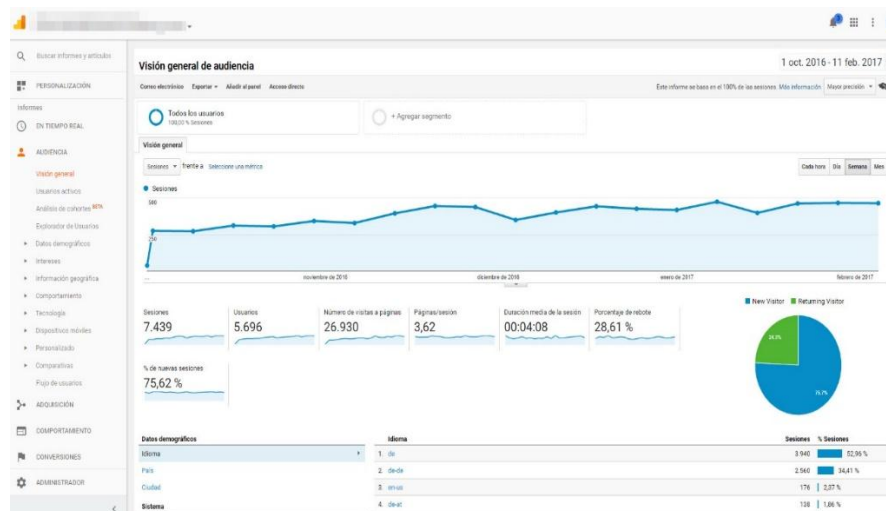 Buscar informes y artículos
PERSONALIZACIÓN
Informes
EN TIEMPO REAL
AUDIENCIA
Visión general
Usuarios activos
Análisis de cohortes BETA
Explorador de Usuarios
Datos demográficos
Intereses
Información geográfica
Comportamiento
Tecnología
Dispositivos móviles
Personalizado
Comparativas
Flujo de usuarios
ADQUISICIÓN
COMPORTAMIENTO
CONVERSIONES
ADMINISTRADOR
Visión general de audiencia
1 oct. 2016 - 11 feb. 2017
Correo electrónico Exportar Añadir al panel Acceso directo
Este informe se basa en el 100% de las sesiones. Más información Mayor precisión
Todos los usuarios
100,00 % Sesiones
+ Agregar segmento
Visión general
Sesiones frente a Seleccione una métrica
Cada hora Día Semana Mes
Sesiones
500
250
...
noviembre de 2016 diciembre de 2016 enero de 2017 febrero de 2017
New Visitor Returning Visitor
Sesiones
7.439
Usuarios
5.696
Número de visitas a páginas
26.930
Páginas/sesión
3,62
Duración media de la sesión
00:04:08
Porcentaje de rebote
28,61 %
% de nuevas sesiones
75,62 %
24,3%
75,7%
Datos demográficos
Idioma
País
Ciudad
Sistema
Idioma Sesiones % Sesiones
1. de 3.940 52,96 %
2. de-de 2.560 34,41 %
3. en-us 176 2,37 %
4. de-at 138 1,86 %